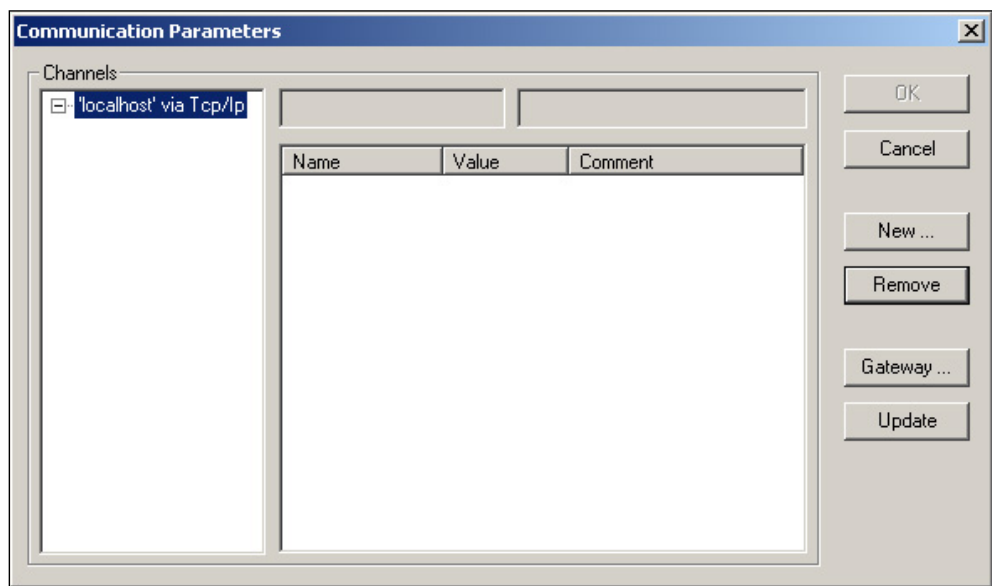 Communication Parameters
Channels
'localhost' via Tcp/Ip
Name Value Comment
OK
Cancel
New ...
Remove
Gateway ...
Update